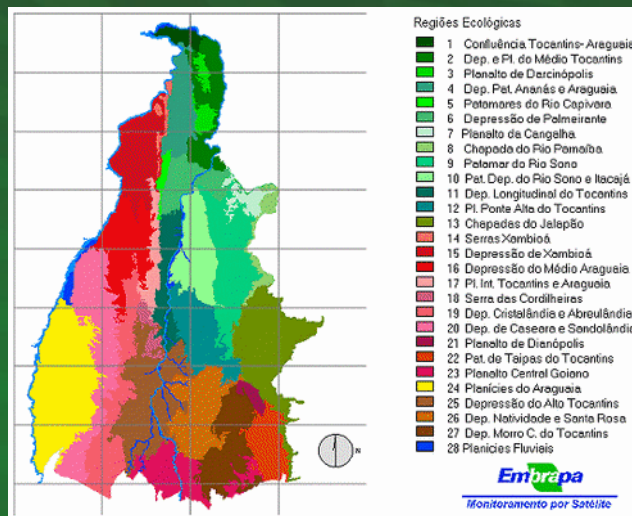 Regiões Ecológicas
1 Confluência Tocantins-Araguaia
2 Dep. e Pl. do Médio Tocantins
3 Planalto de Darcinópolis
4 Dep. Pat. Ananás e Araguaia
5 Patamares do Rio Capivara
6 Depressão de Palmeirante
7 Planalto da Cangalha
8 Chapada do Rio Parnaíba
9 Patamar do Rio Sono
10 Pat. Dep. do Rio Sono e Itacajá
11 Dep. Longitudinal do Tocantins
12 Pl. Ponte Alta do Tocantins
13 Chapadas do Jalapão
14 Serras Xambioá
15 Depressão de Xambioá
16 Depressão do Médio Araguaia
17 Pl. Int. Tocantins e Araguaia
18 Serra das Cordilheiras
19 Dep. Cristalândia e Abreulândia
20 Dep. de Caseara e Sandolândia
21 Planalto de Dianópolis
22 Pat. de Taipas do Tocantins
23 Planalto Central Goiano
24 Planícies do Araguaia
25 Depressão do Alto Tocantins
26 Dep. Natividade e Santa Rosa
27 Dep. Morro C. do Tocantins
28 Planícies Fluviais
N
Embrapa
Monitoramento por Satélite